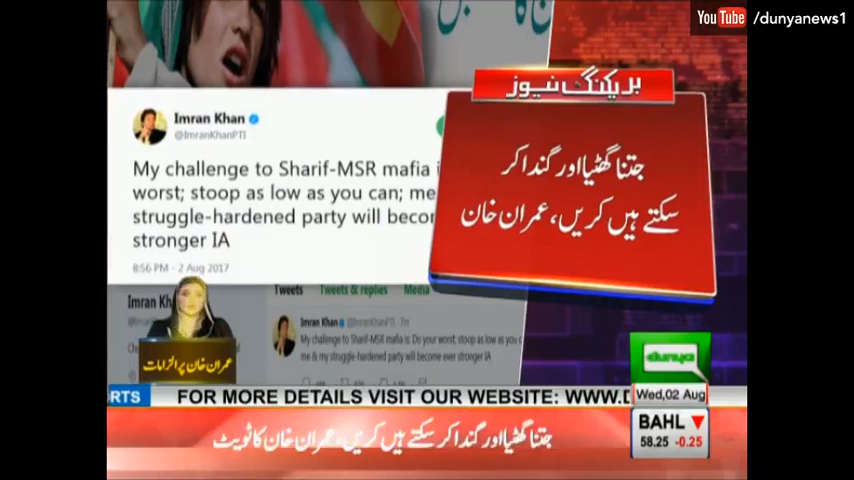 YouTube /dunyanews1
بریکنگ نیوز
جتنا گھٹیا اور گندا کر
سکتے ہیں کریں، عمران خان
Imran Khan
@ImranKhanPTI
My challenge to Sharif-MSR mafia i
worst; stoop as low as you can; me
struggle-hardened party will becor
stronger IA
8:56 PM - 2 Aug 2017
Imran Kh
Tweets Tweets & replies Media
Imran Khan @ImranKhanPTI · 7m
My challenge to Sharif-MSR mafia is: Do your worst; stoop as low as you c
me & my struggle-hardened party will become ever stronger IA
عمران خان پر الزامات
dunya
RTS FOR MORE DETAILS VISIT OUR WEBSITE: WWW.D
Wed,02 Aug
BAHL
58.25 -0.25
جتنا گھٹیا اور گندا کر سکتے ہیں کریں، عمران خان کا ٹویٹ